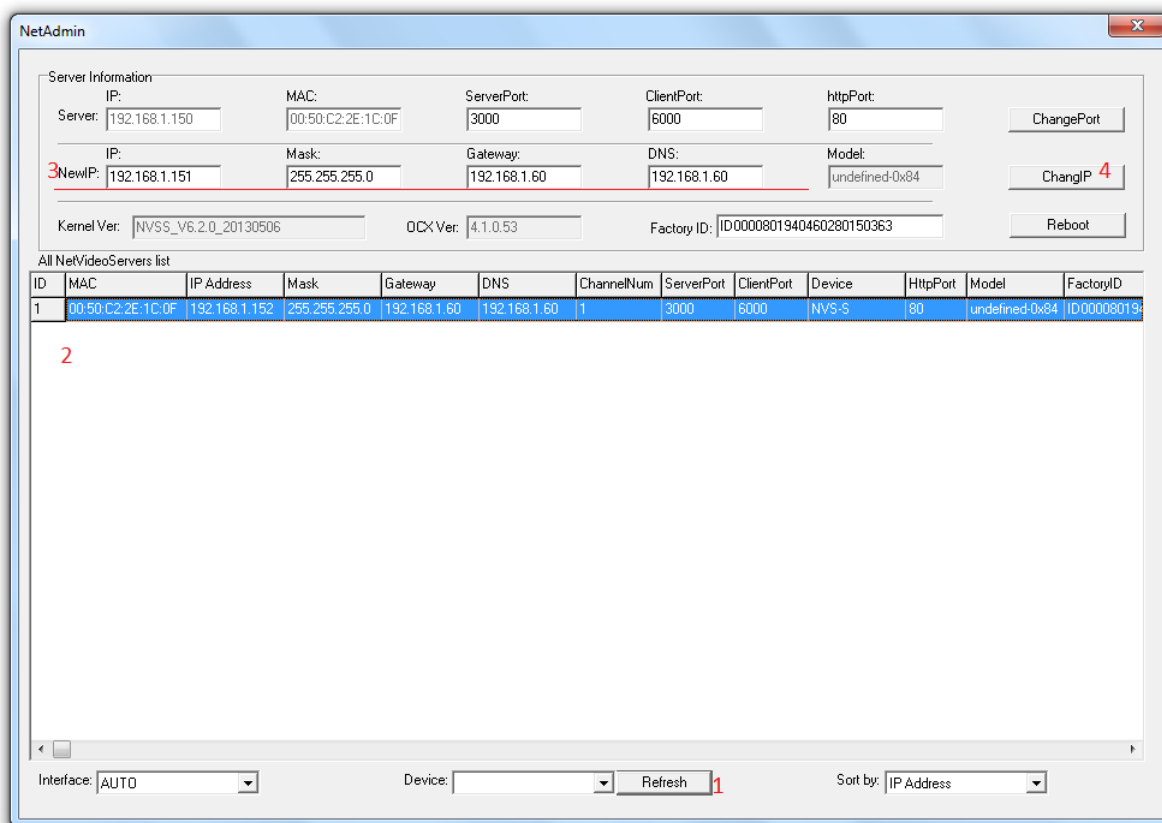 NetAdmin
Server Information
IP: MAC: ServerPort: ClientPort: httpPort:
Server: 192.168.1.150 00:50:C2:2E:1C:0F 3000 6000 80 ChangePort
IP: Mask: Gateway: DNS: Model:
3 NewIP: 192.168.1.151 255.255.255.0 192.168.1.60 192.168.1.60 undefined-0x84 ChangIP 4
Kernel Ver: NVSS_V6.2.0_20130506 OCX Ver: 4.1.0.53 Factory ID: ID0000801940460280150363 Reboot
All NetVideoServers list
ID MAC IP Address Mask Gateway DNS ChannelNum ServerPort ClientPort Device HttpPort Model FactoryID
1 00:50:C2:2E:1C:0F 192.168.1.152 255.255.255.0 192.168.1.60 192.168.1.60 1 3000 6000 NVS-S 80 undefined-0x84 ID000080194
2
Interface: AUTO Device: Refresh 1 Sort by: IP Address